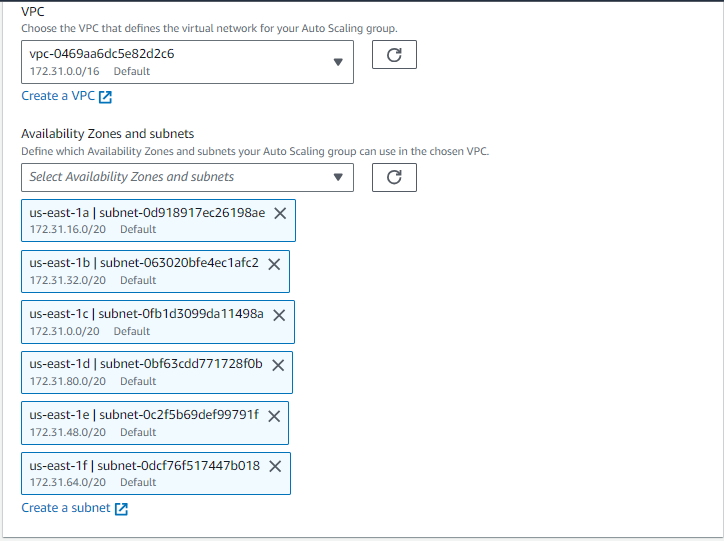 VPC
Choose the VPC that defines the virtual network for your Auto Scaling group.
vpc-0469aa6dc5e82d2c6
172.31.0.0/16 Default
Create a VPC
Availability Zones and subnets
Define which Availability Zones and subnets your Auto Scaling group can use in the chosen VPC.
Select Availability Zones and subnets
us-east-1a | subnet-0d918917ec26198ae
172.31.16.0/20 Default
us-east-1b | subnet-063020bfe4ec1afc2
172.31.32.0/20 Default
us-east-1c | subnet-0fb1d3099da11498a
172.31.0.0/20 Default
us-east-1d | subnet-0bf63cdd771728f0b
172.31.80.0/20 Default
us-east-1e | subnet-0c2f5b69def99791f
172.31.48.0/20 Default
us-east-1f | subnet-0dcf76f517447b018
172.31.64.0/20 Default
Create a subnet